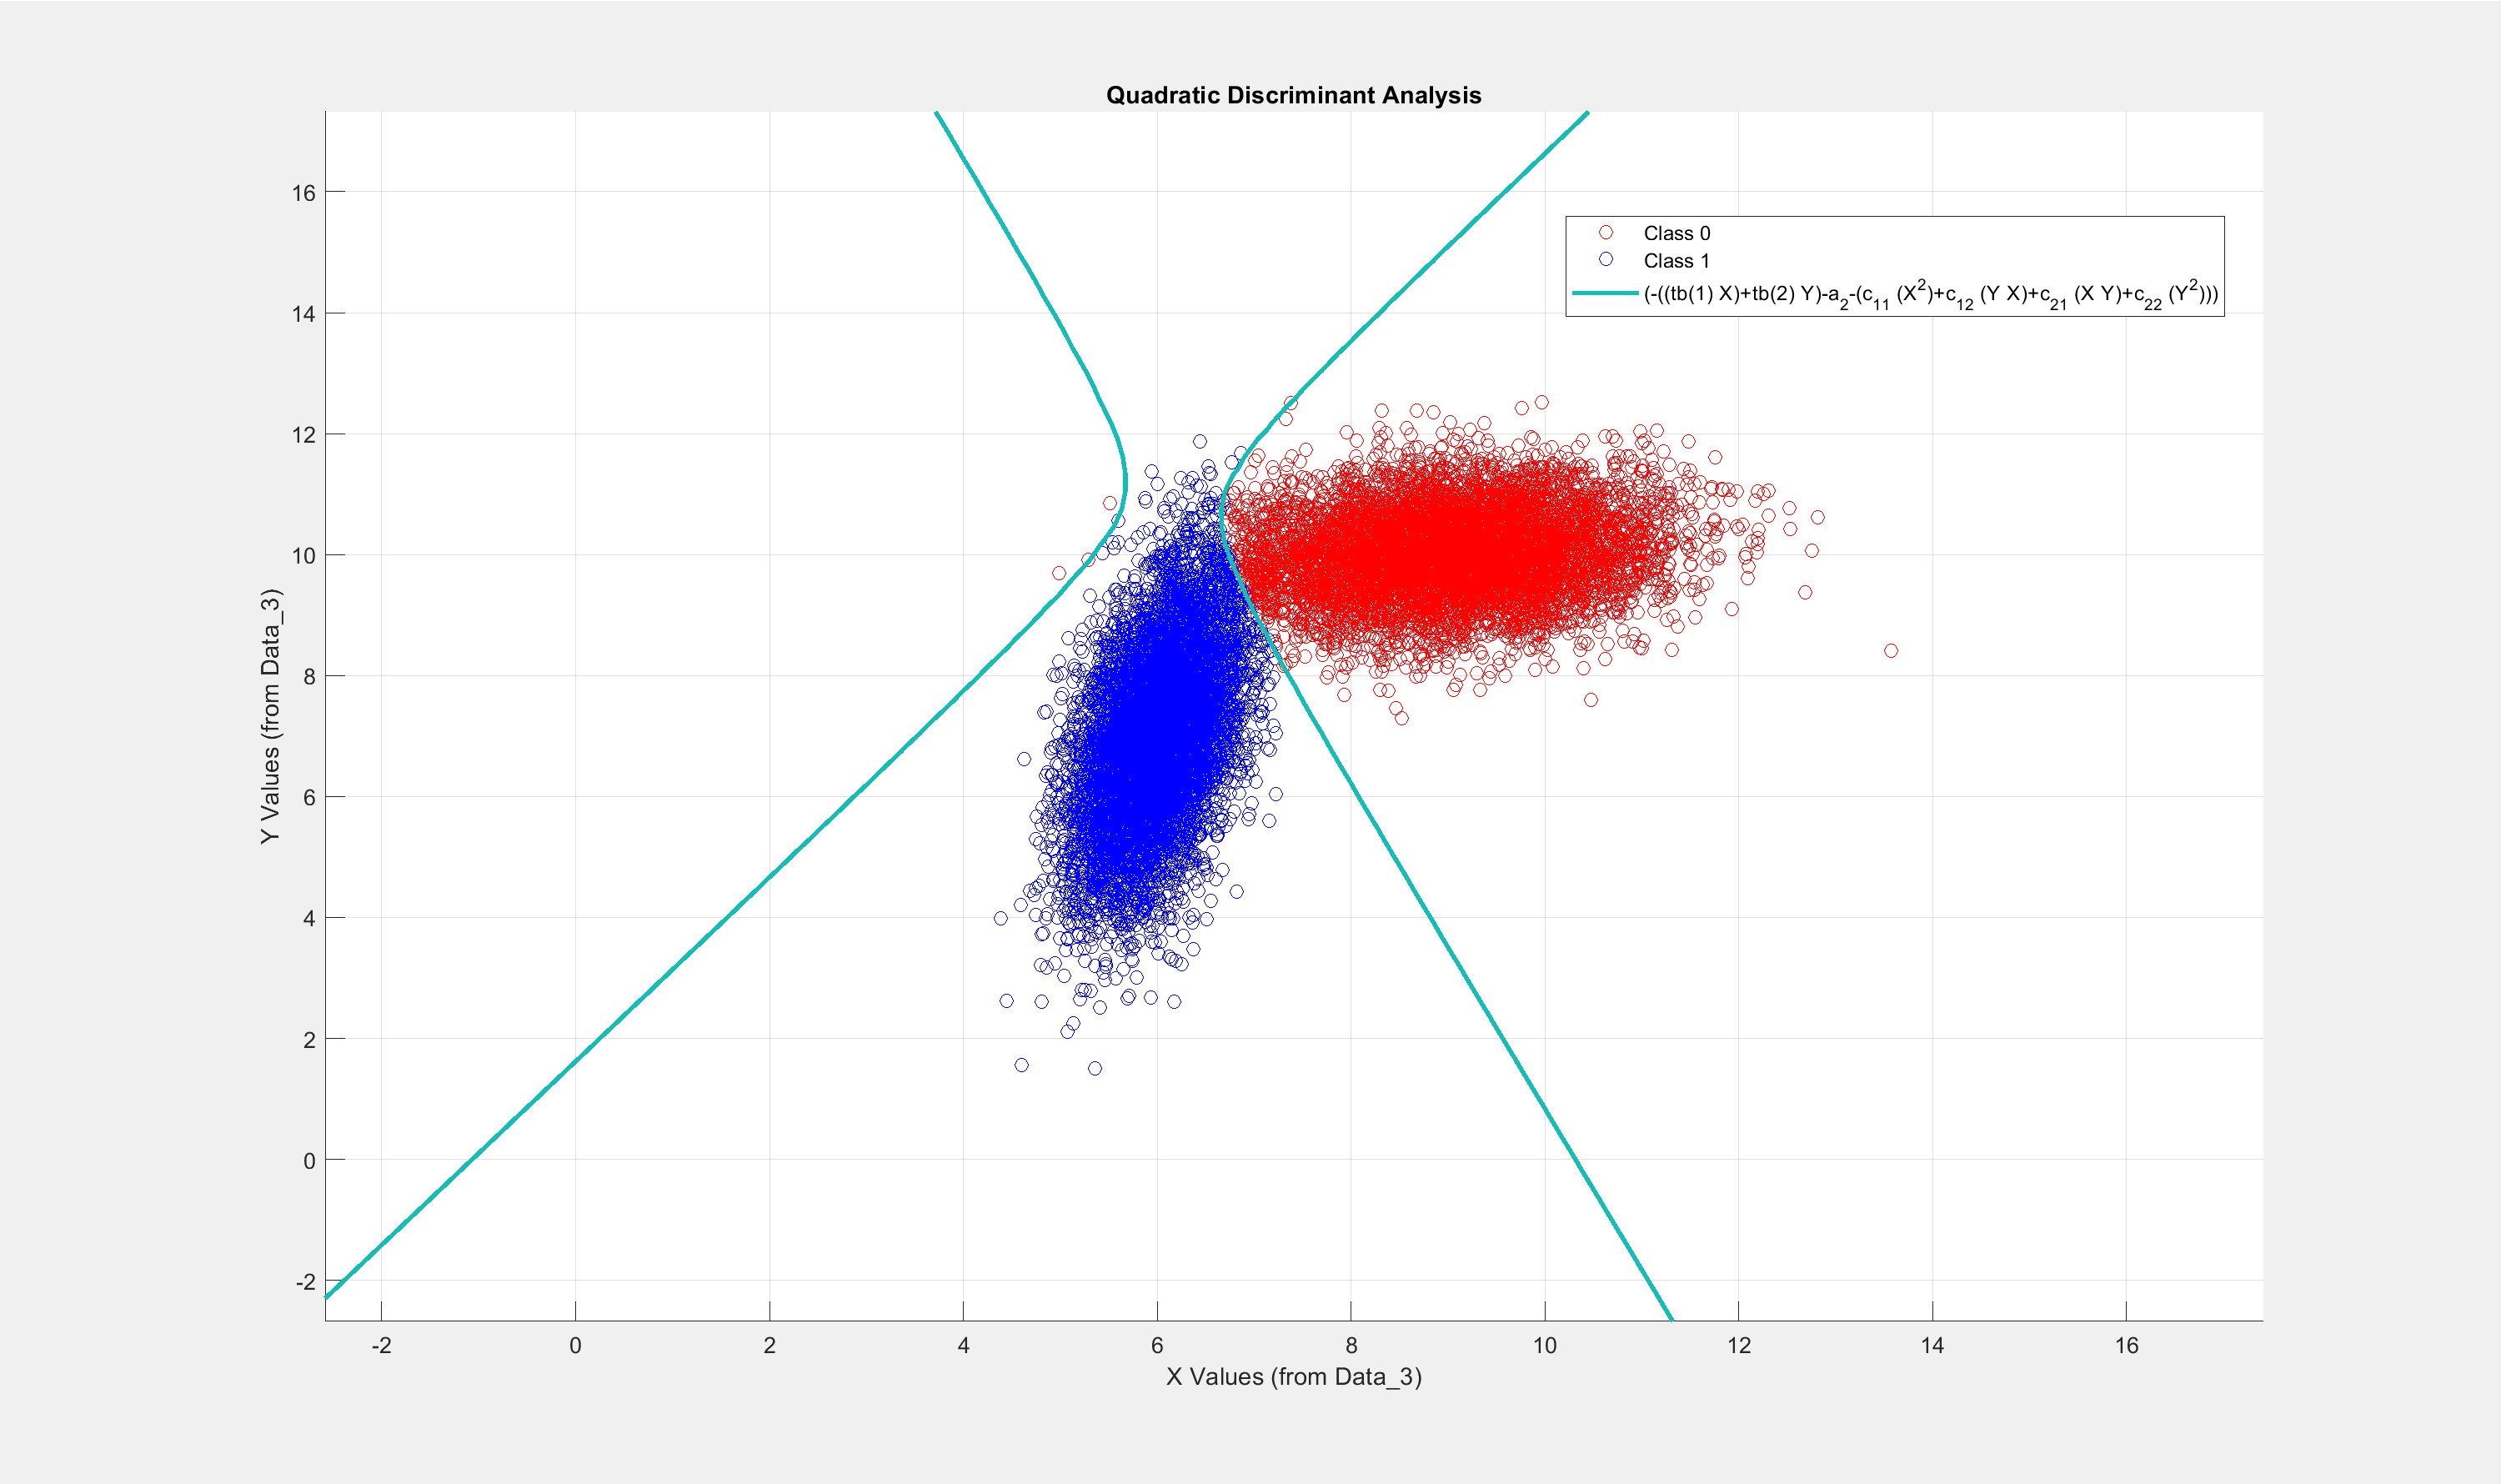 Quadratic Discriminant Analysis
16
14
12
10
8
6
4
2
0
-2
Y Values (from Data_3)
Class 0
Class 1
(-((tb(1) X)+tb(2) Y)-a₂-(c₁₁ (X²)+c₁₂ (Y X)+c₂₁ (X Y)+c₂₂ (Y²)))
-2 0 2 4 6 8 10 12 14 16
X Values (from Data_3)